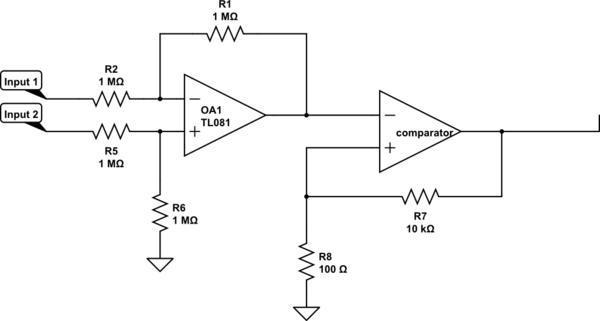 R1
1 MΩ
Input 1
R2
1 MΩ
OA1
TL081
Input 2
R5
1 MΩ
comparator
R6
1 MΩ
R7
10 kΩ
R8
100 Ω